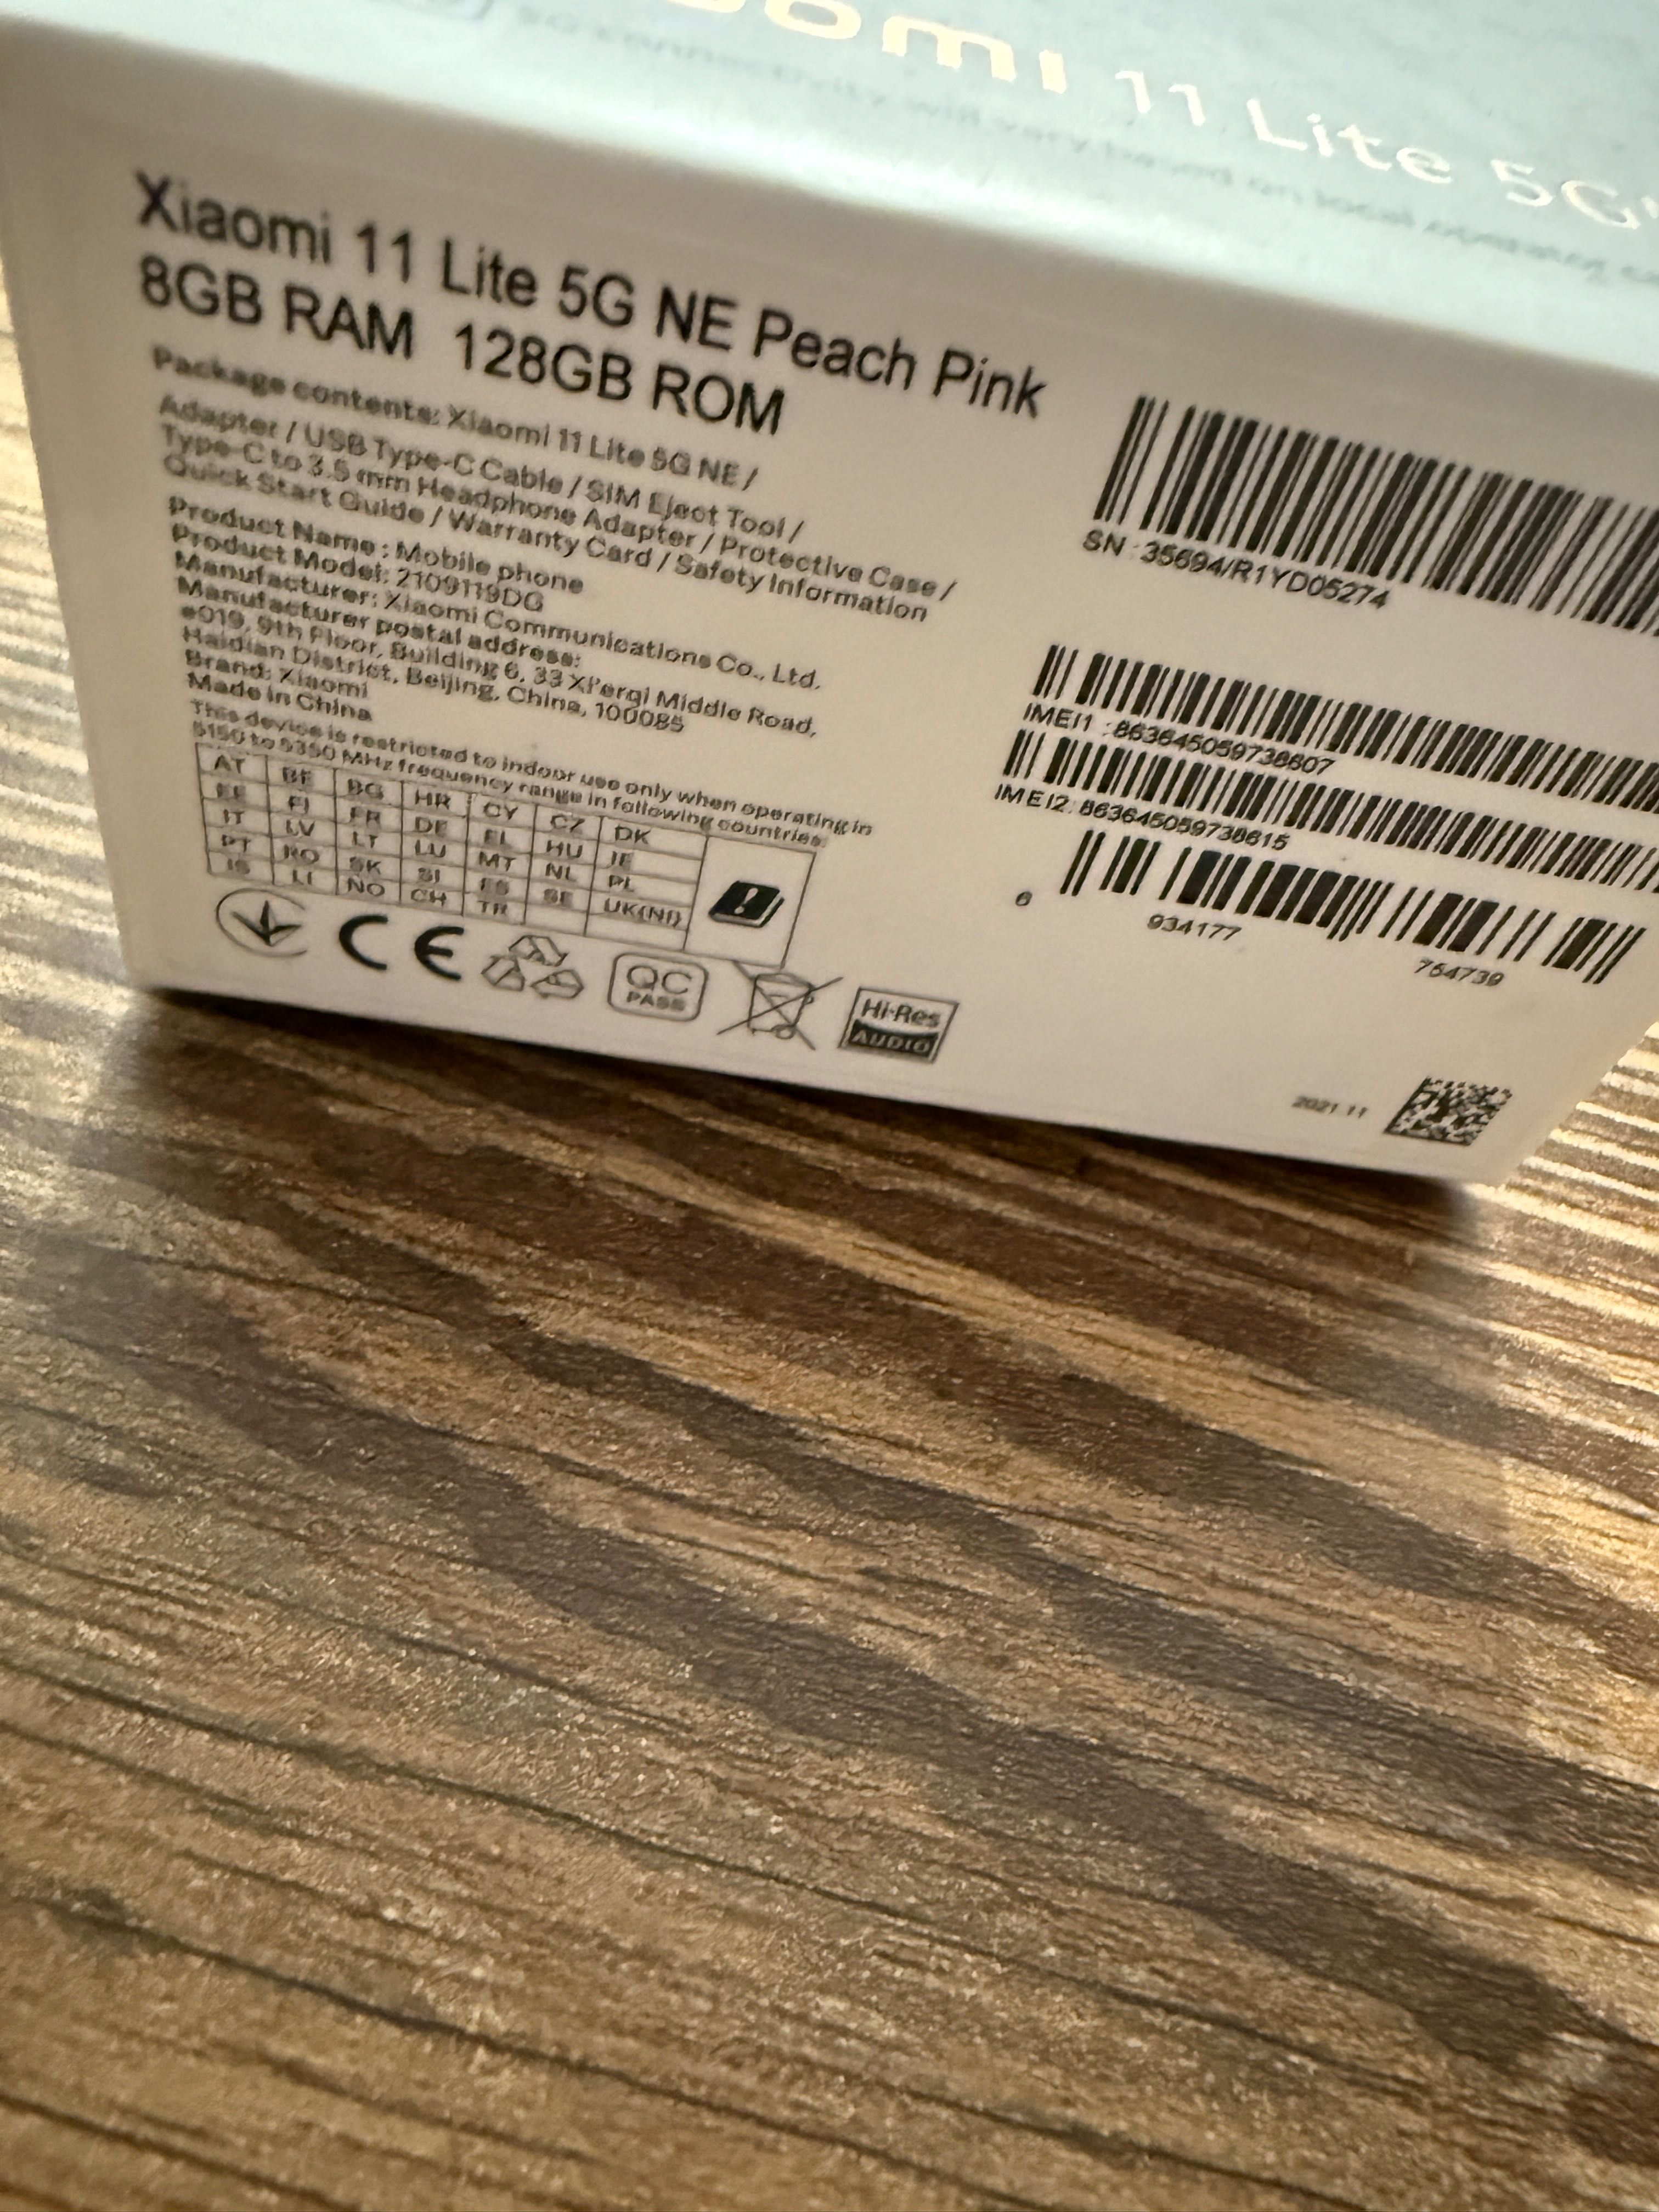 11 Lite 5G
Xiaomi 11 Lite 5G NE Peach Pink
8GB RAM 128GB ROM
Package contents: Xiaomi 11 Lite 5G NE /
Adapter / USB Type-C Cable / SIM Eject Tool /
Type-C to 3.5 mm Headphone Adapter / Protective Case /
Quick Start Guide / Warranty Card / Safety Information
Product Name : Mobile phone
Product Model: 2109119DG
Manufacturer: Xiaomi Communications Co., Ltd.
Manufacturer postal address:
#019, 9th Floor, Building 6, 33 Xi'erqi Middle Road,
Haidian District, Beijing, China, 100085
Brand: Xiaomi
Made in China
This device is restricted to indoor use only when operating in
5150 to 5350 MHz frequency range in following countries:
AT BE BG HR CY CZ DK
EE FI FR DE EL HU IE
IT LV LT LU MT NL PL
PT RO SK SI ES SE UK(NI)
IS LI NO CH TR
CE
QC
PASS
Hi-Res
AUDIO
SN : 35694/R1YD05274
IMEI1 : 863645059738607
IMEI2: 863645059738615
6 934177 764739
2021.11